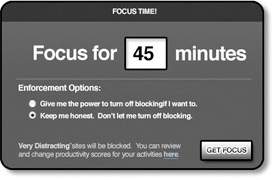 FOCUS TIME!
Focus for 45 minutes
Enforcement Options:
Give me the power to turn off blockingif I want to.
Keep me honest. Don't let me turn off blocking.
Very Distracting' sites will be blocked. You can review
and change productivity scores for your activities here.
GET FOCUS